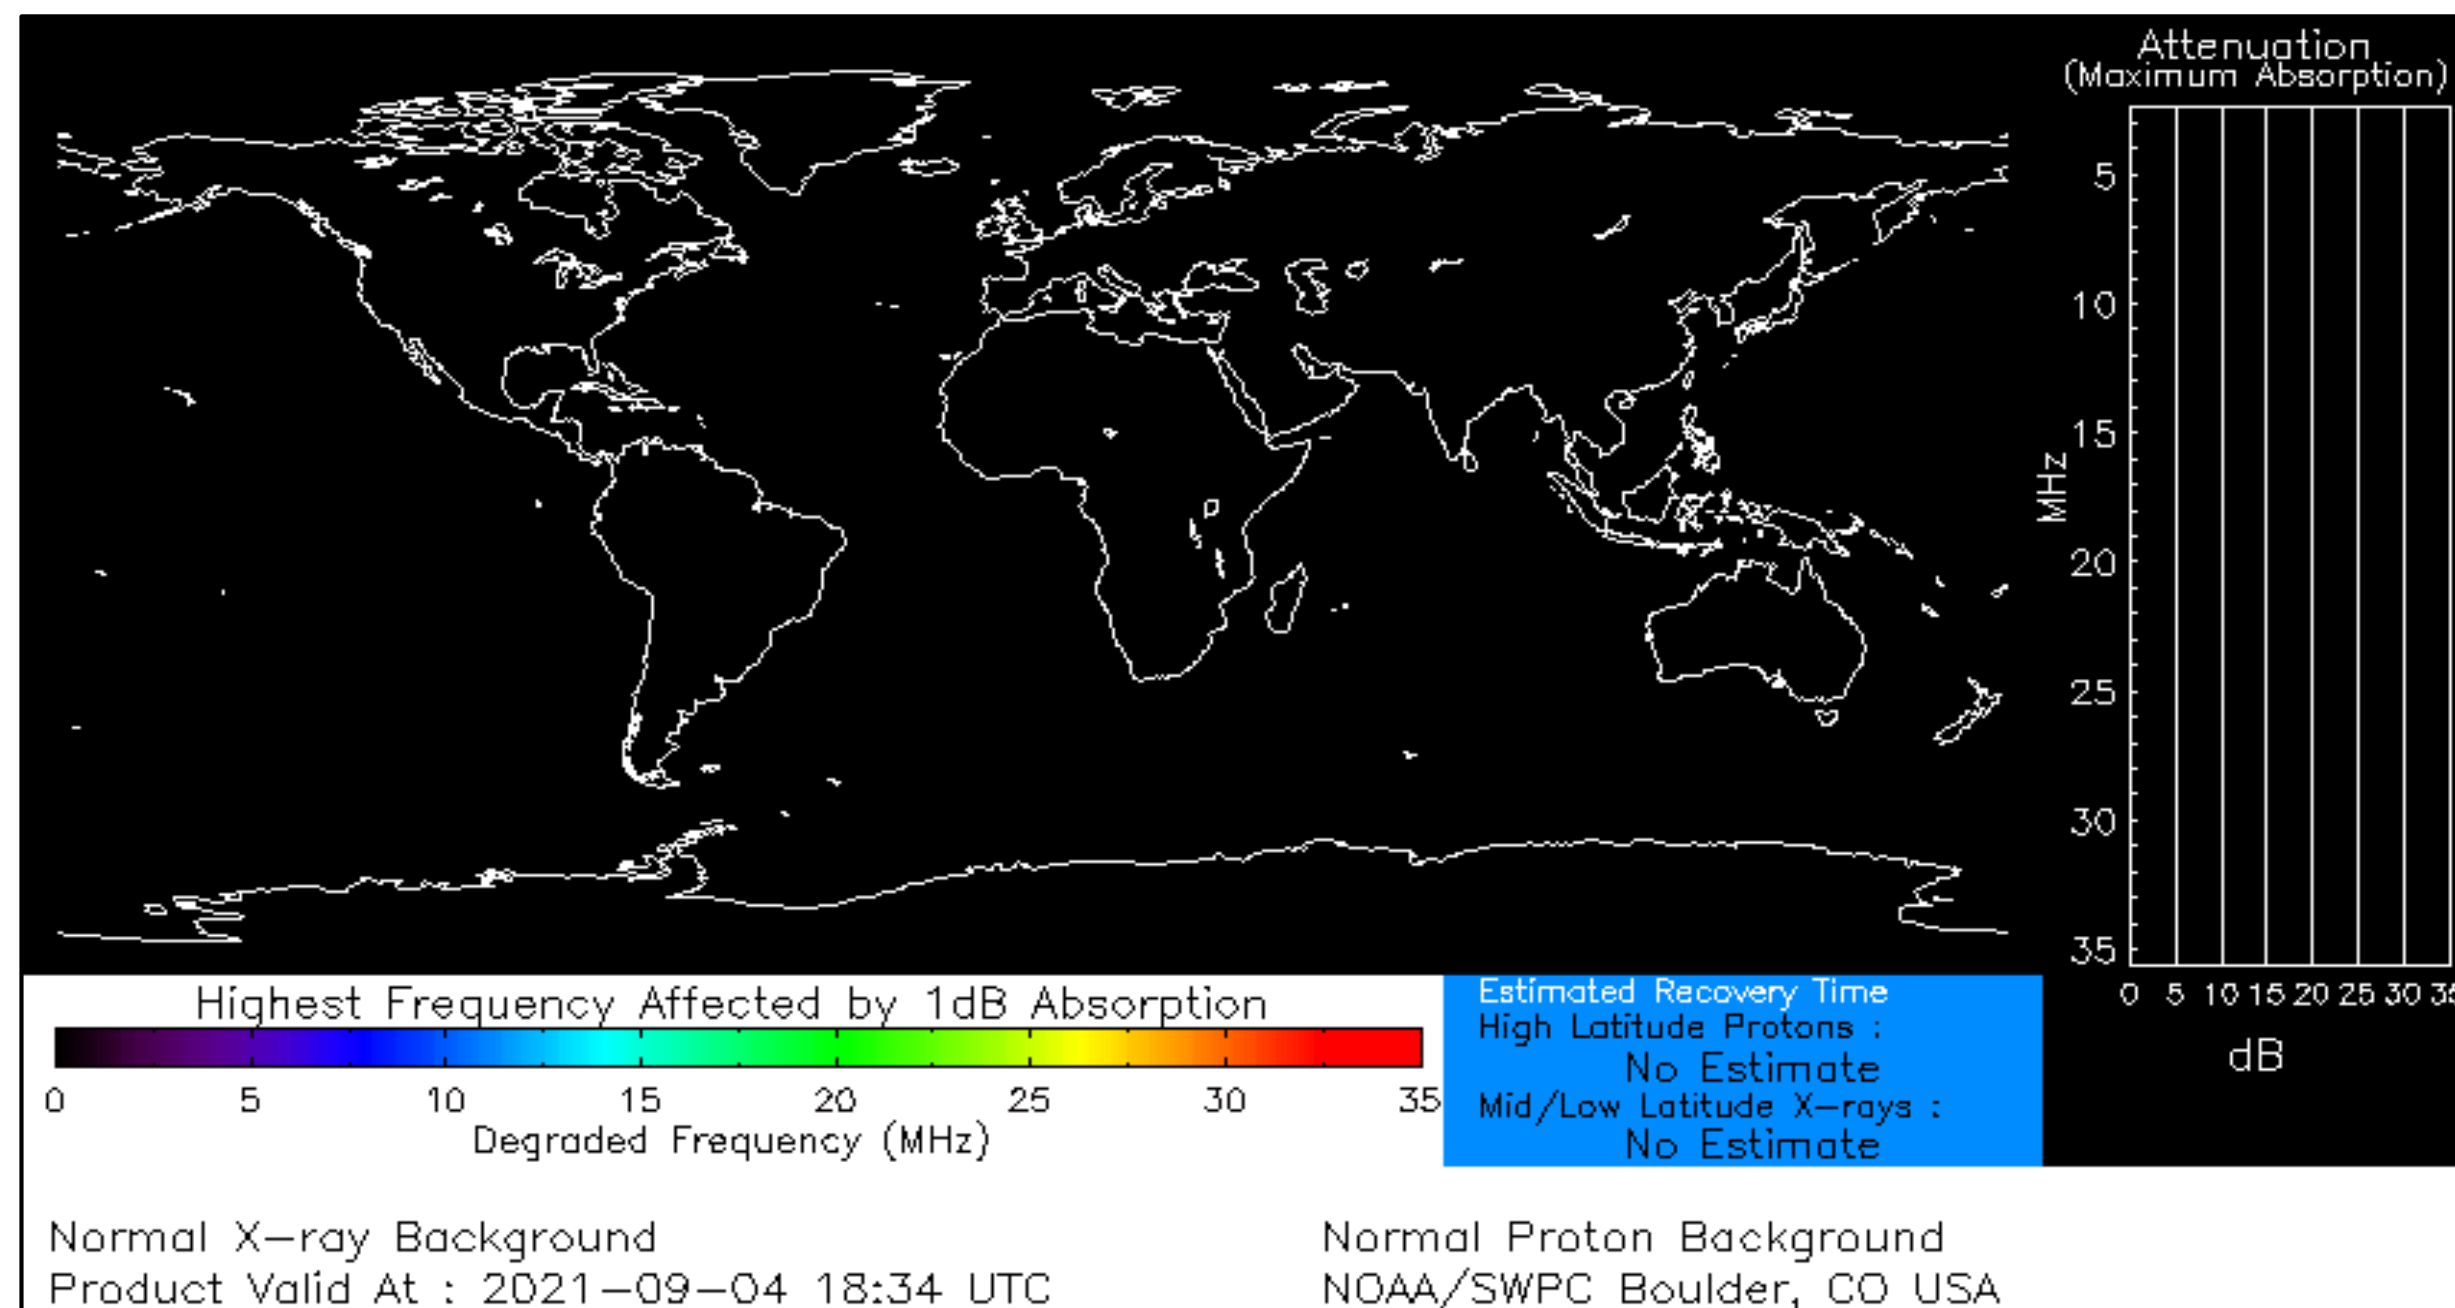 Attenuation
(Maximum Absorption)
5
10
15
20
25
30
35
MHz
0 5 10 15 20 25 30
dB
Highest Frequency Affected by 1dB Absorption
0 5 10 15 20 25 30 35
Degraded Frequency (MHz)
Estimated Recovery Time
High Latitude Protons :
No Estimate
Mid/Low Latitude X-rays :
No Estimate
Normal X-ray Background
Normal Proton Background
Product Valid At : 2021-09-04 18:34 UTC
NOAA/SWPC Boulder, CO USA